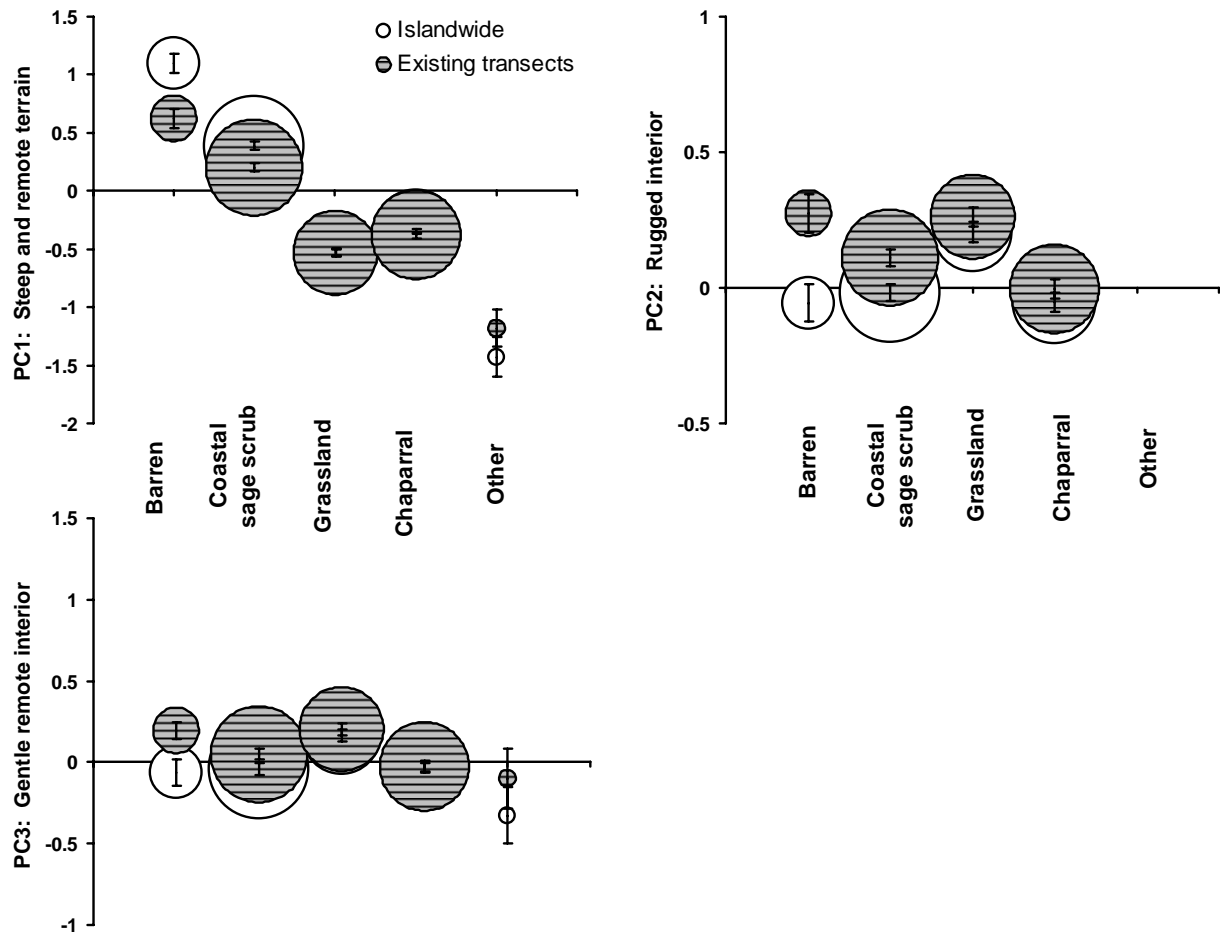 1.5
1
0.5
0
-0.5
-1
-1.5
-2
PC1: Steep and remote terrain
Islandwide
Existing transects
Barren
Coastal
sage scrub
Grassland
Chaparral
Other
1
0.5
0
-0.5
PC2: Rugged interior
Barren
Coastal
sage scrub
Grassland
Chaparral
Other
1.5
1
0.5
0
-0.5
-1
PC3: Gentle remote interior